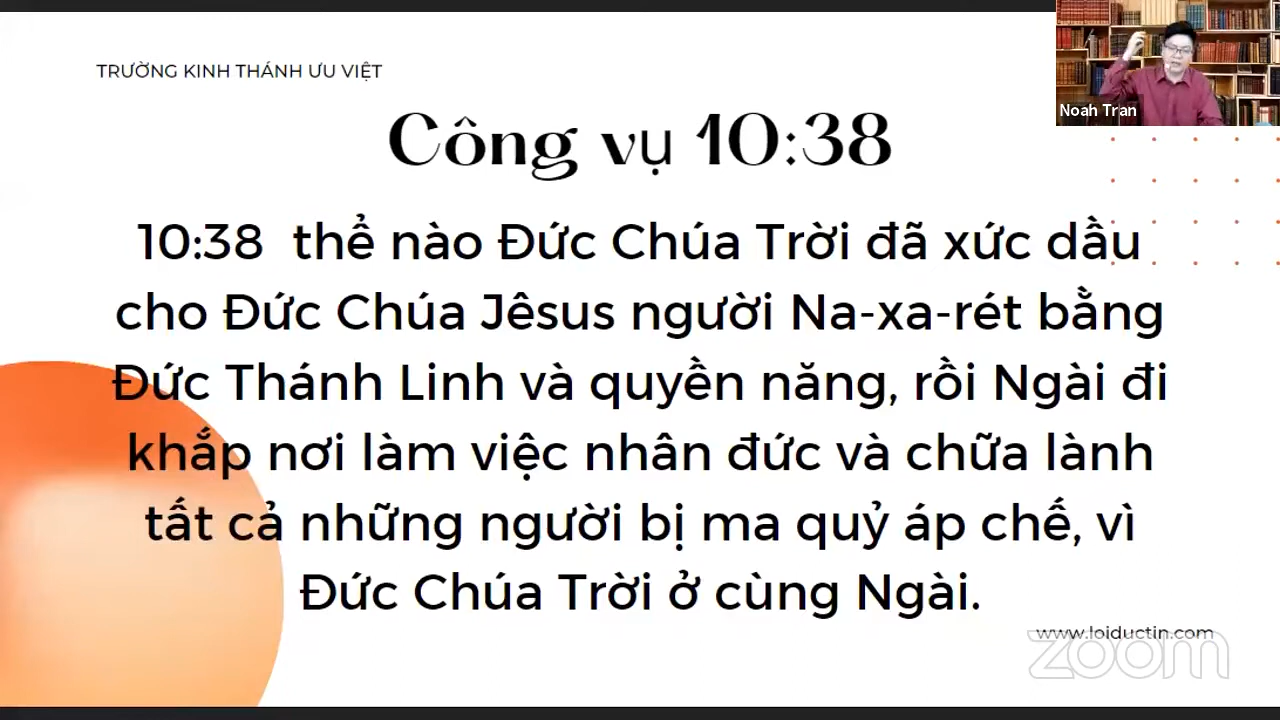 TRƯỜNG KINH THÁNH ƯU VIỆT
Noah Tran
Công vụ 10:38
10:38 thể nào Đức Chúa Trời đã xức dầu
cho Đức Chúa Jêsus người Na-xa-rét bằng
Đức Thánh Linh và quyền năng, rồi Ngài đi
khắp nơi làm việc nhân đức và chữa lành
tất cả những người bị ma quỷ áp chế, vì
Đức Chúa Trời ở cùng Ngài.
www.loiductin.com
zoom